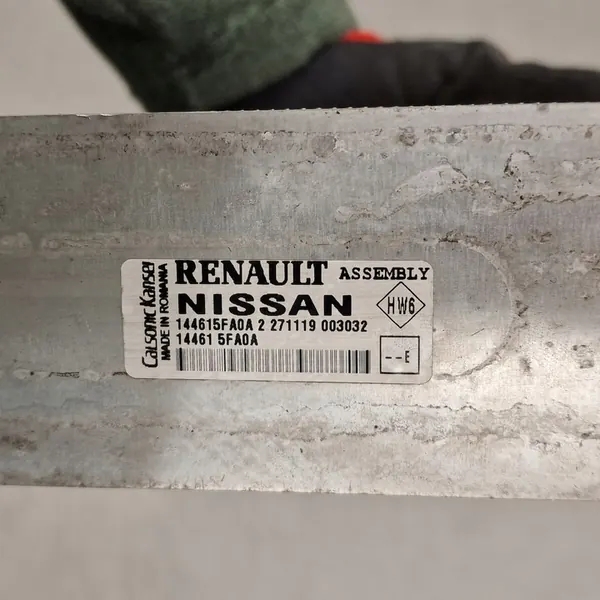 Calsonic Kansei
MADE IN ROMANIA
RENAULT ASSEMBLY
NISSAN
HW6
144615FA0A 2 271119 003032
14461 5FA0A
--E